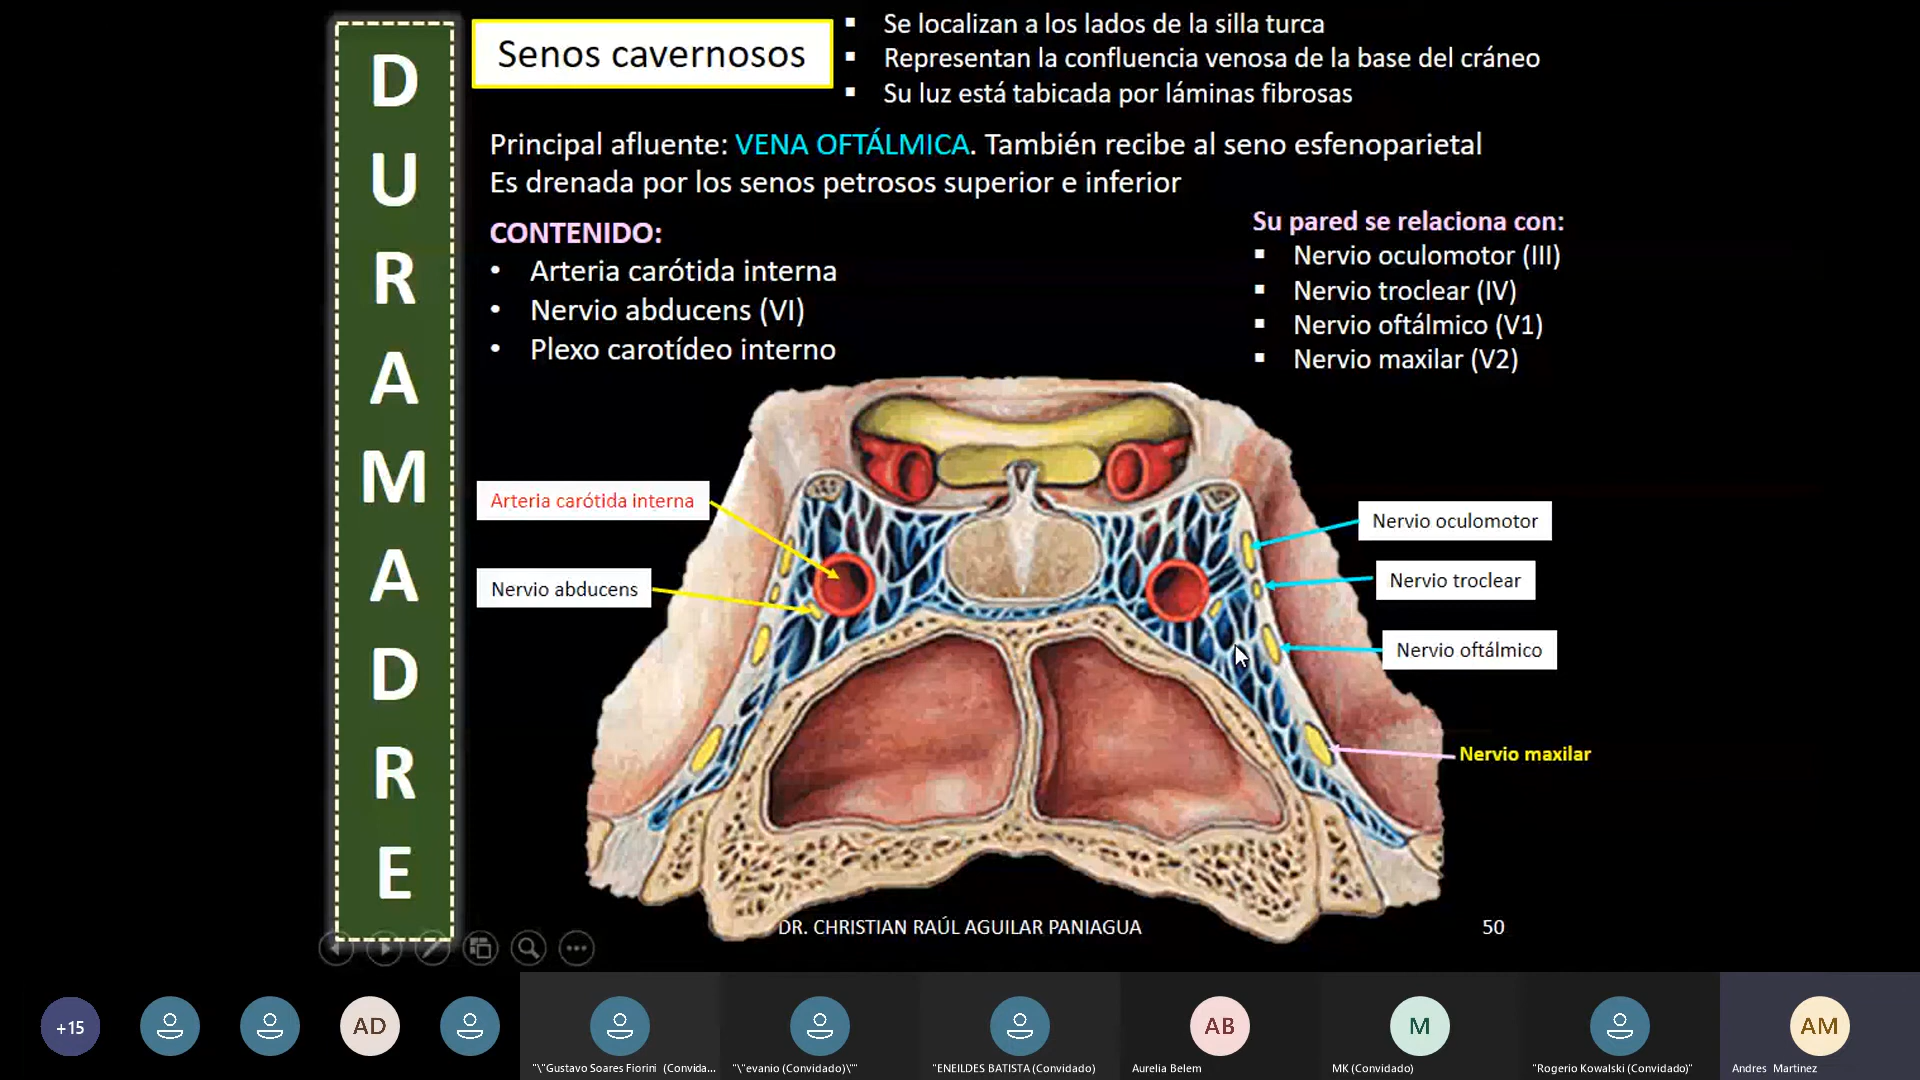 DURAMADRE
Senos cavernosos
▪ Se localizan a los lados de la silla turca
▪ Representan la confluencia venosa de la base del cráneo
▪ Su luz está tabicada por láminas fibrosas
Principal afluente: VENA OFTÁLMICA. También recibe al seno esfenoparietal
Es drenada por los senos petrosos superior e inferior
CONTENIDO:
• Arteria carótida interna
• Nervio abducens (VI)
• Plexo carotídeo interno
Su pared se relaciona con:
▪ Nervio oculomotor (III)
▪ Nervio troclear (IV)
▪ Nervio oftálmico (V1)
▪ Nervio maxilar (V2)
Arteria carótida interna
Nervio abducens
Nervio oculomotor
Nervio troclear
Nervio oftálmico
Nervio maxilar
DR. CHRISTIAN RAÚL AGUILAR PANIAGUA
50
+15
AD
AB
M
AM
"\"Gustavo Soares Fiorini (Convida...
"\"evanio (Convidado)\""
"ENEILDES BATISTA (Convidado)
Aurelia Belem
MK (Convidado)
"Rogerio Kowalski (Convidado)"
Andres Martinez